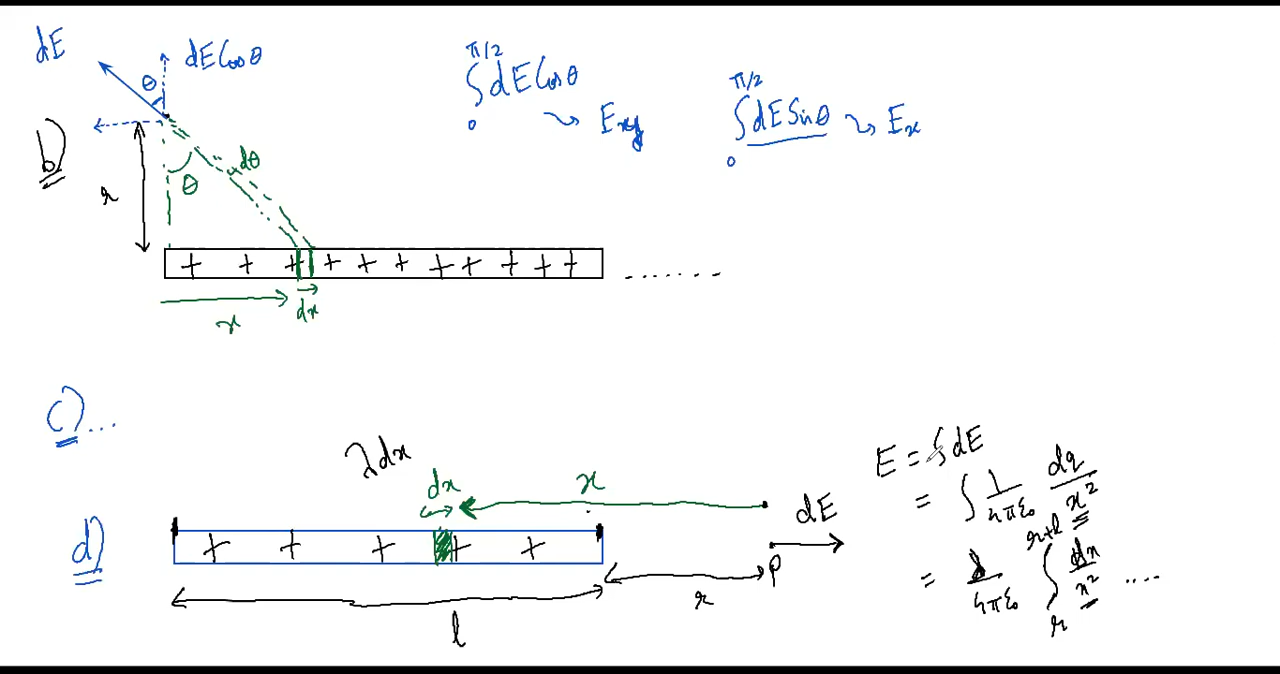 dE
dE Cos θ
θ
b)
r
θ
dθ
+ + + + + + + + + + +
.......
x
dx
π/2
∫ dE Cos θ
0
π/2
∫ dE Sin θ → Eₓ
0
c) ...
λdx
d)
dx
x
+ + + + +
dE
P
r
l
E = ∫ dE
= ∫ 1/4πε₀ dq/x²
= λ/4πε₀ ∫ᵣʳ⁺ˡ dx/x² ....